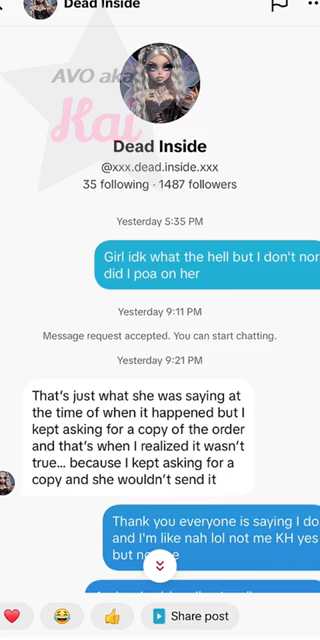 Dead Inside
AVO aka
Kai
Dead Inside
@xxx.dead.inside.xxx
35 following · 1487 followers
Yesterday 5:35 PM
Girl idk what the hell but I don't nor
did I poa on her
Yesterday 9:11 PM
Message request accepted. You can start chatting.
Yesterday 9:21 PM
That's just what she was saying at
the time of when it happened but I
kept asking for a copy of the order
and that's when I realized it wasn't
true... because I kept asking for a
copy and she wouldn't send it
Thank you everyone is saying I do
and I'm like nah lol not me KH yes
but
Share post